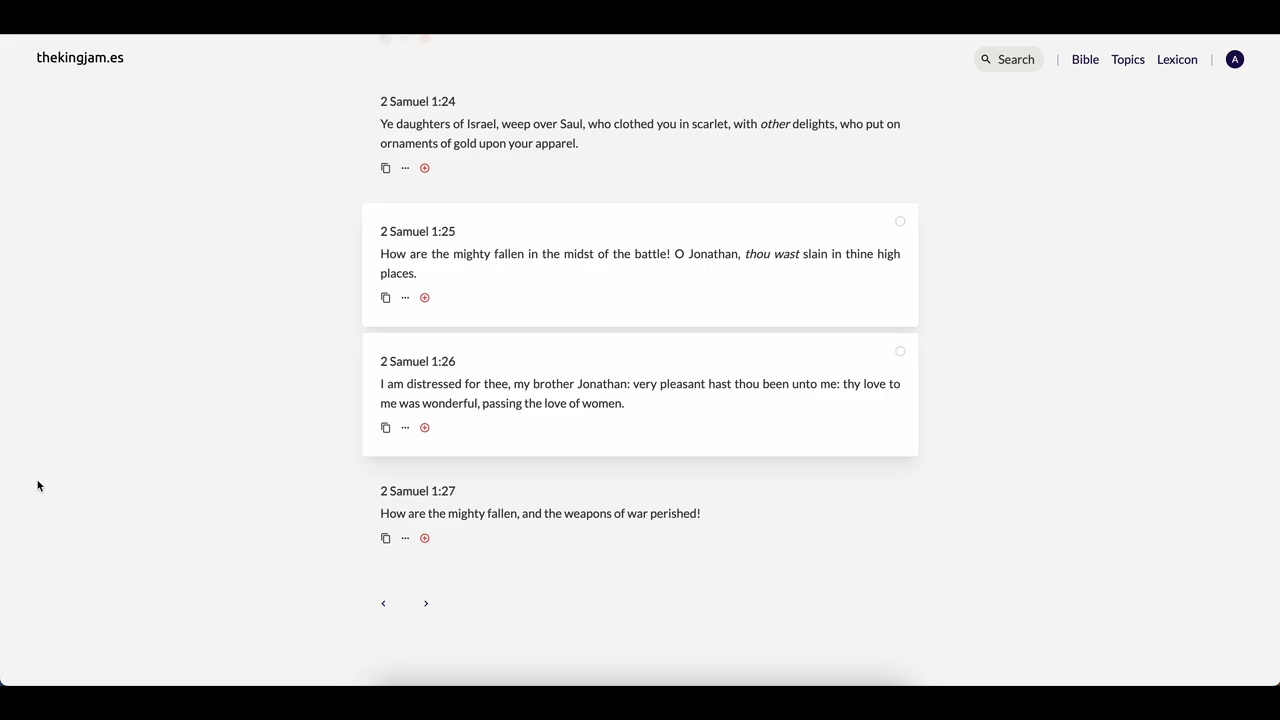 thekingjam.es
Search | Bible Topics Lexicon | A
2 Samuel 1:24
Ye daughters of Israel, weep over Saul, who clothed you in scarlet, with other delights, who put on
ornaments of gold upon your apparel.
2 Samuel 1:25
How are the mighty fallen in the midst of the battle! O Jonathan, thou wast slain in thine high
places.
2 Samuel 1:26
I am distressed for thee, my brother Jonathan: very pleasant hast thou been unto me: thy love to
me was wonderful, passing the love of women.
2 Samuel 1:27
How are the mighty fallen, and the weapons of war perished!